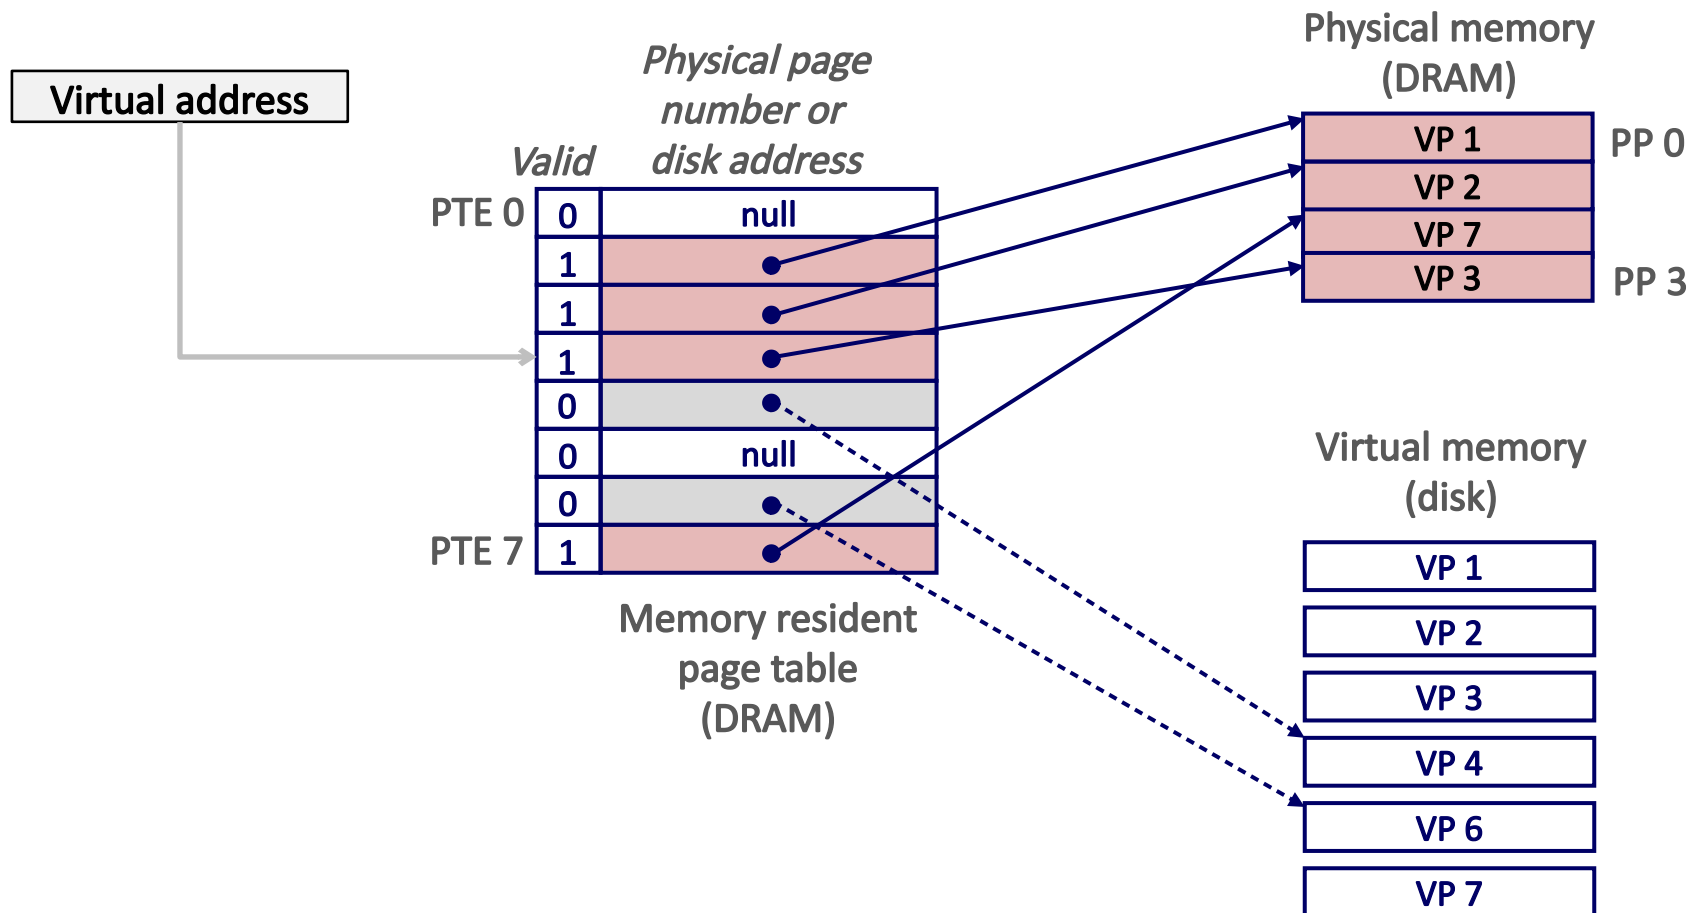 Virtual address
Physical page
number or
disk address
Valid
PTE 0
0
null
1
1
1
0
0
null
0
PTE 7
1
Memory resident
page table
(DRAM)
Physical memory
(DRAM)
VP 1
PP 0
VP 2
VP 7
VP 3
PP 3
Virtual memory
(disk)
VP 1
VP 2
VP 3
VP 4
VP 6
VP 7